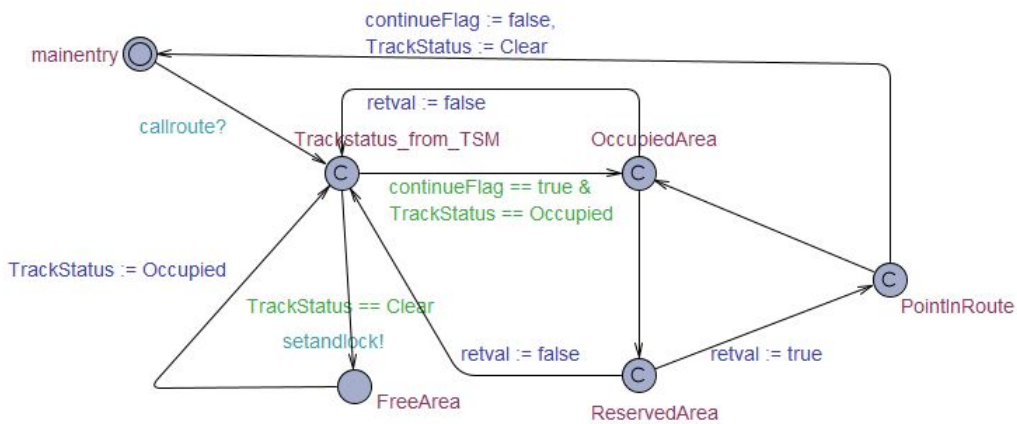 continueFlag := false,
TrackStatus := Clear
mainentry
retval := false
callroute?
Trackstatus_from_TSM
OccupiedArea
C
C
continueFlag == true &
TrackStatus == Occupied
TrackStatus := Occupied
C
PointInRoute
TrackStatus == Clear
setandlock!
retval := false
retval := true
C
FreeArea
ReservedArea